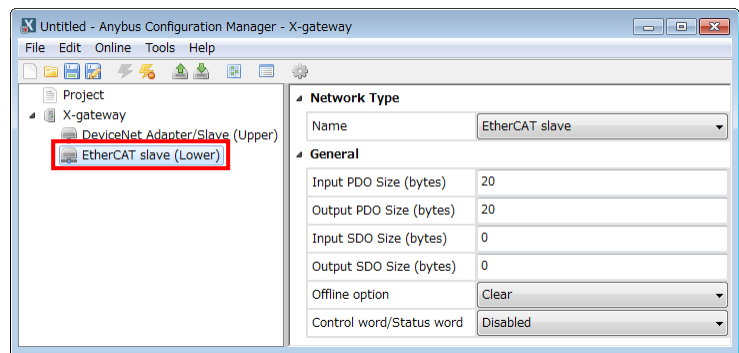 Untitled - Anybus Configuration Manager - X-gateway
File Edit Online Tools Help
Project
X-gateway
DeviceNet Adapter/Slave (Upper)
EtherCAT slave (Lower)
Network Type
Name EtherCAT slave
General
Input PDO Size (bytes) 20
Output PDO Size (bytes) 20
Input SDO Size (bytes) 0
Output SDO Size (bytes) 0
Offline option Clear
Control word/Status word Disabled